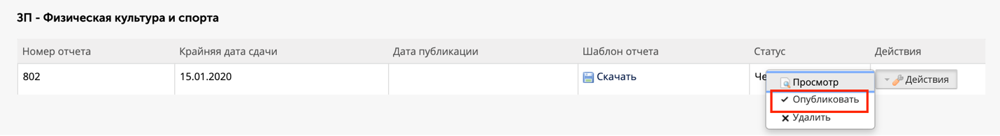 ЗП - Физическая культура и спорта
Номер отчета Крайняя дата сдачи Дата публикации Шаблон отчета Статус Действия
802 15.01.2020 Скачать Че Действия
Просмотр
Опубликовать
Удалить